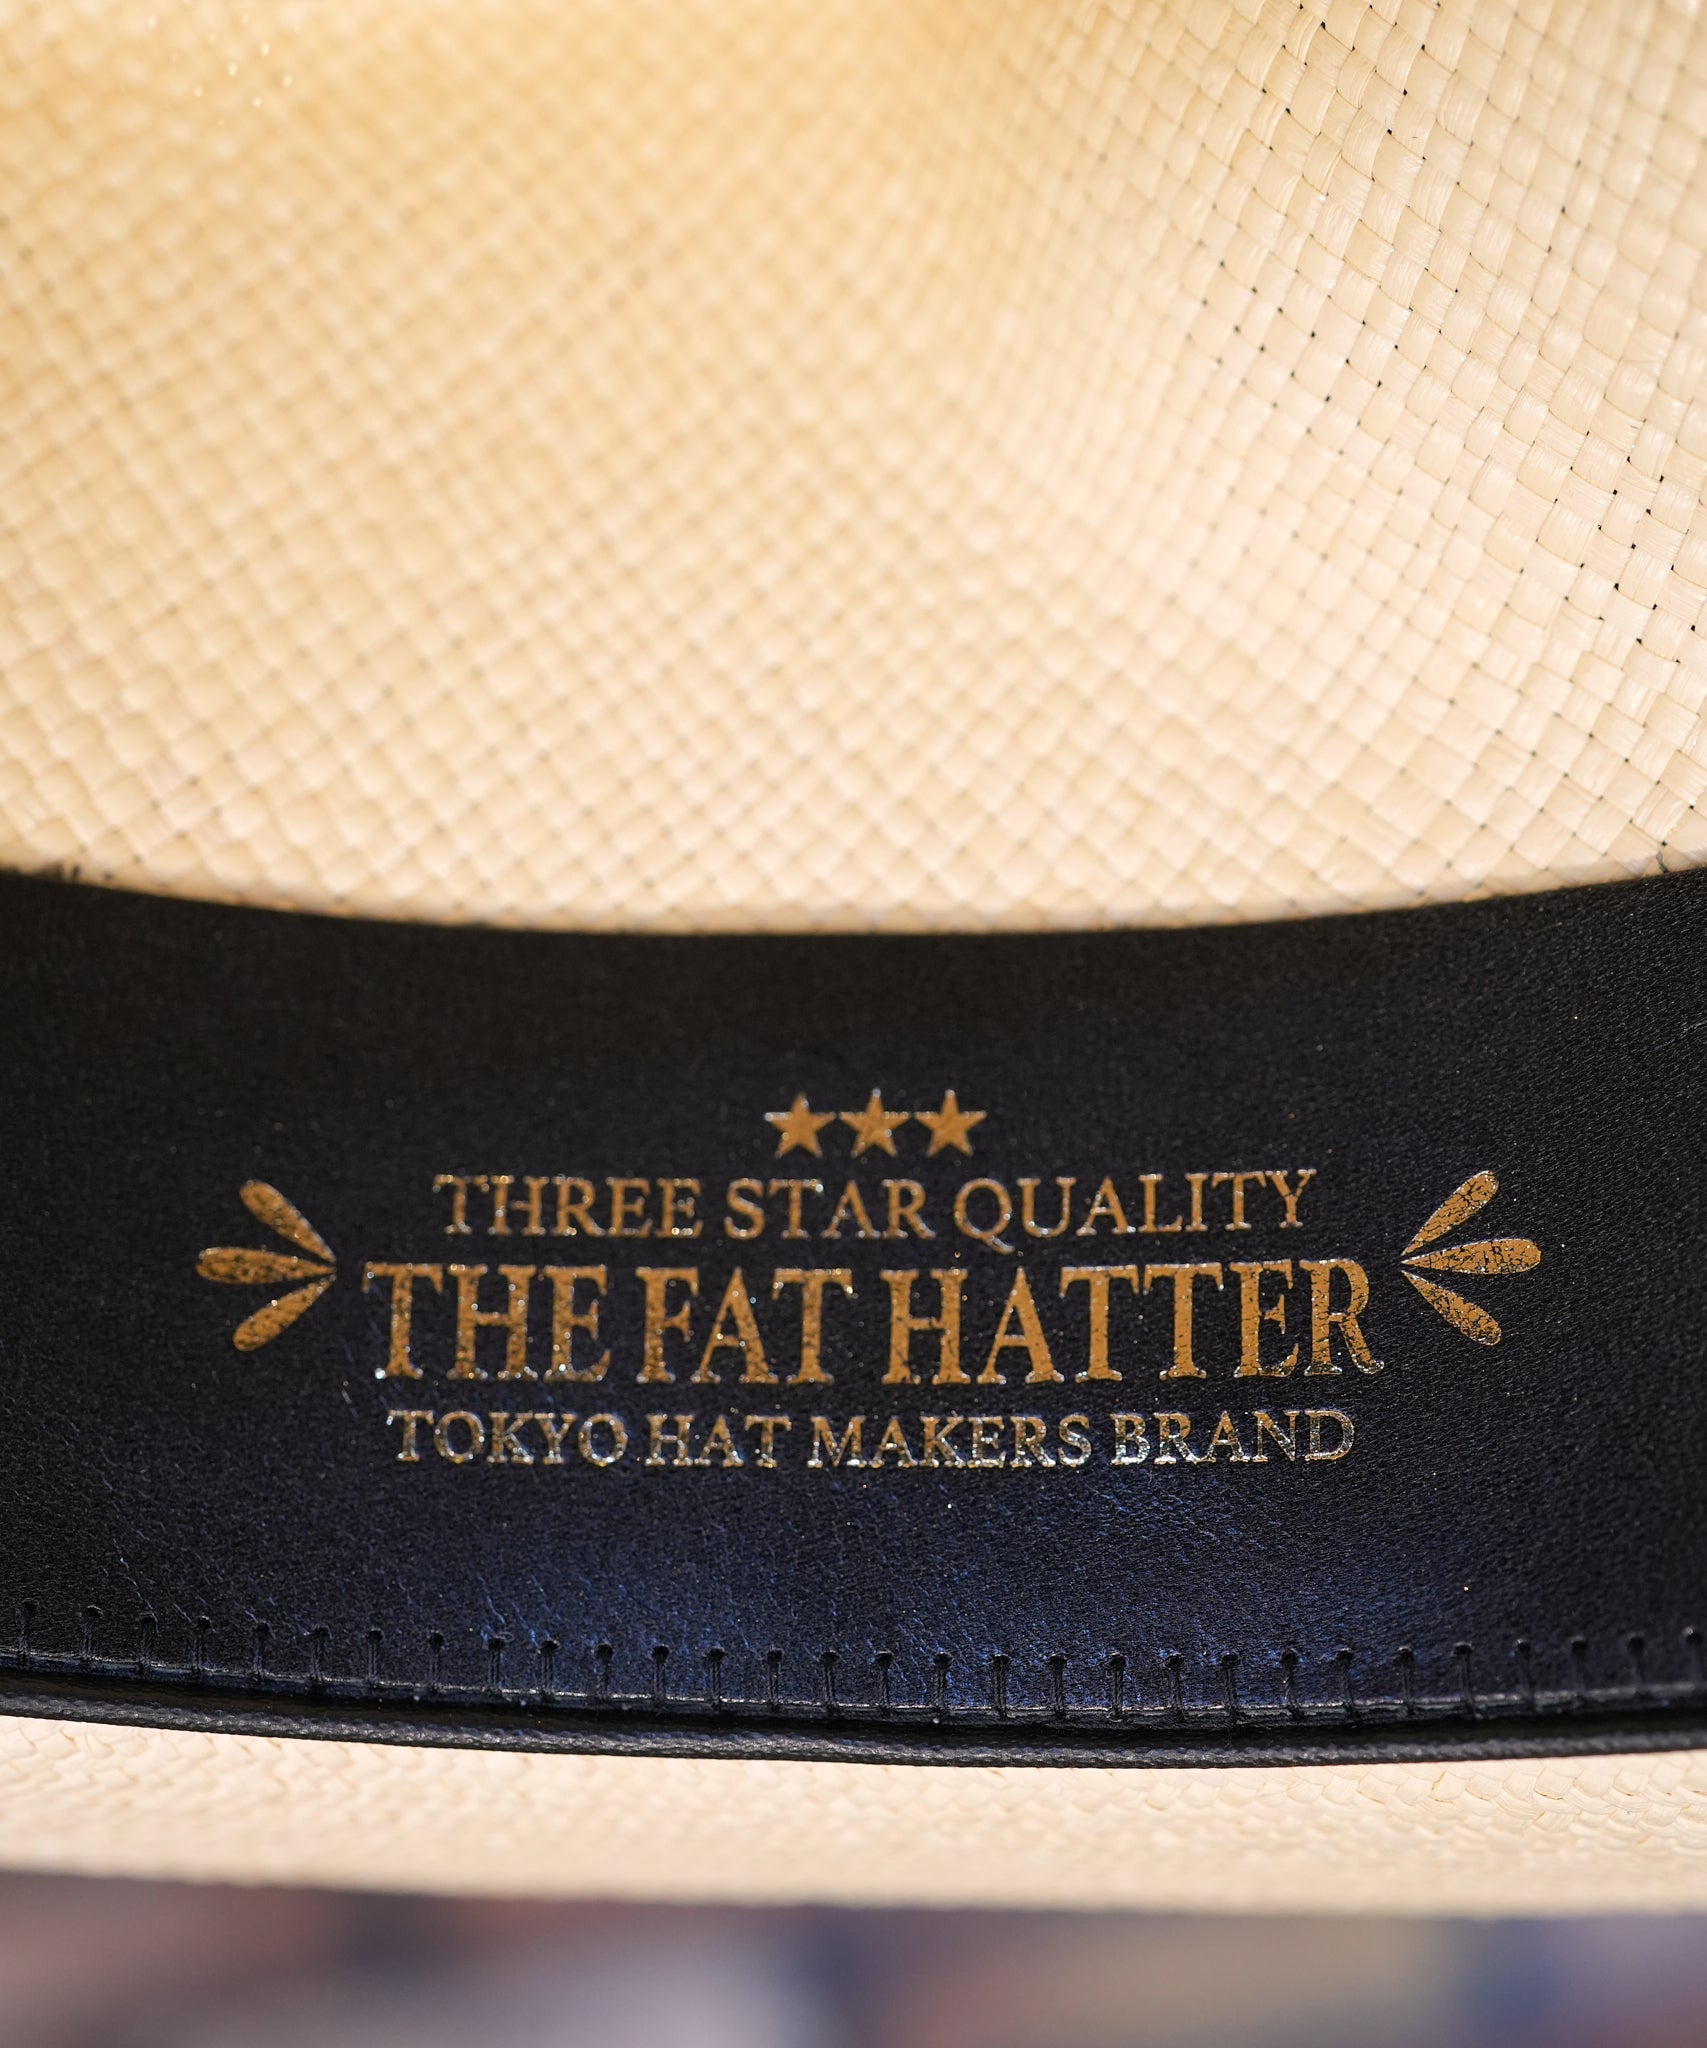 THREE STAR QUALITY
THE FAT HATTER
TOKYO HAT MAKERS BRAND